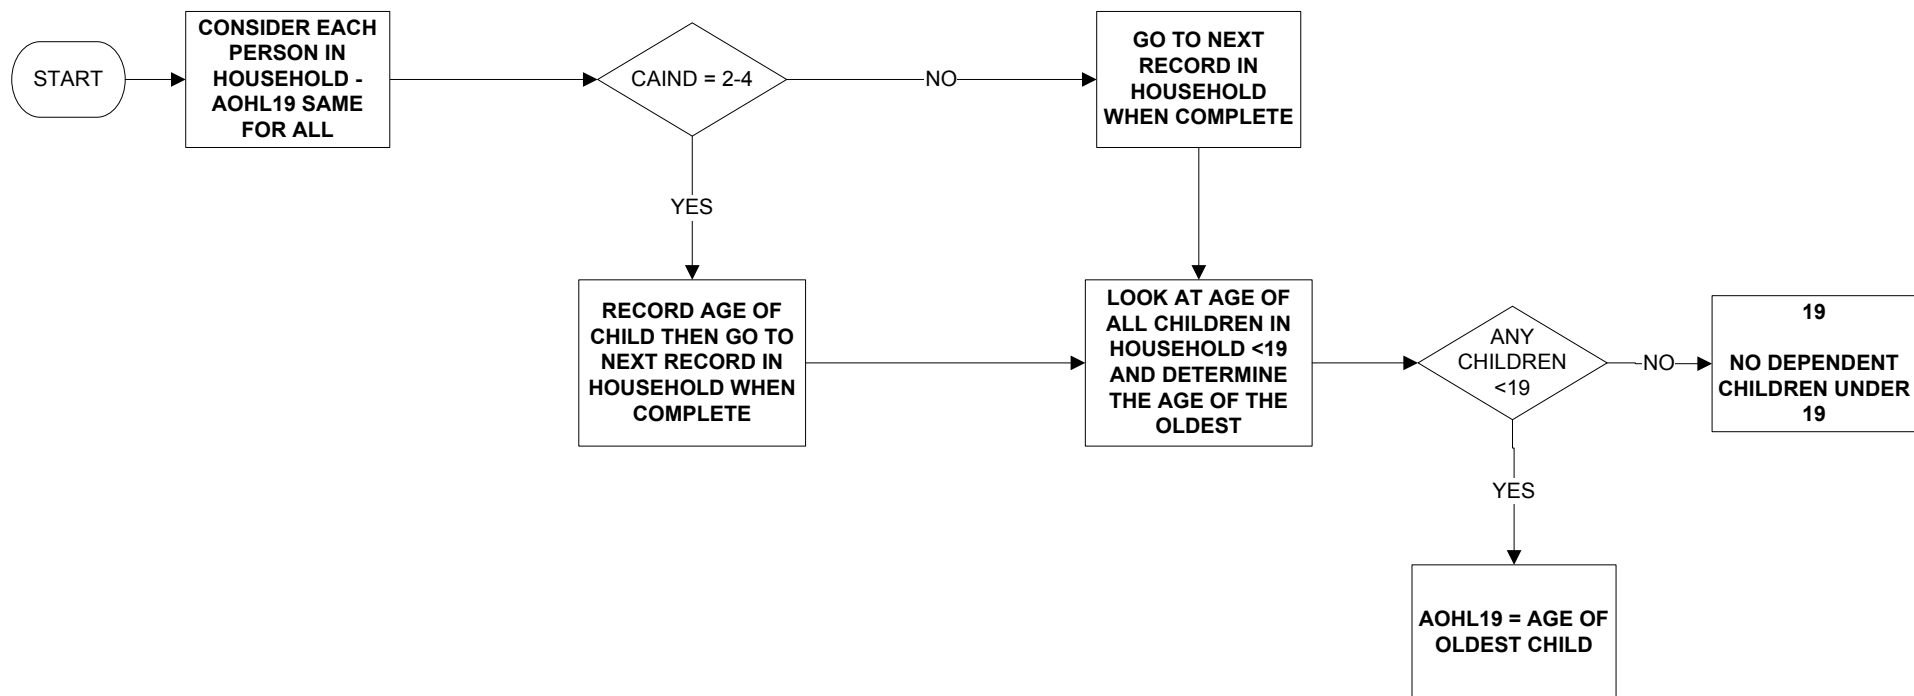 START
CONSIDER EACH
PERSON IN
HOUSEHOLD -
AOHL19 SAME
FOR ALL
CAIND = 2-4
NO
GO TO NEXT
RECORD IN
HOUSEHOLD
WHEN COMPLETE
YES
RECORD AGE OF
CHILD THEN GO TO
NEXT RECORD IN
HOUSEHOLD WHEN
COMPLETE
LOOK AT AGE OF
ALL CHILDREN IN
HOUSEHOLD <19
AND DETERMINE
THE AGE OF THE
OLDEST
ANY
CHILDREN
<19
NO
19
NO DEPENDENT
CHILDREN UNDER
19
YES
AOHL19 = AGE OF
OLDEST CHILD